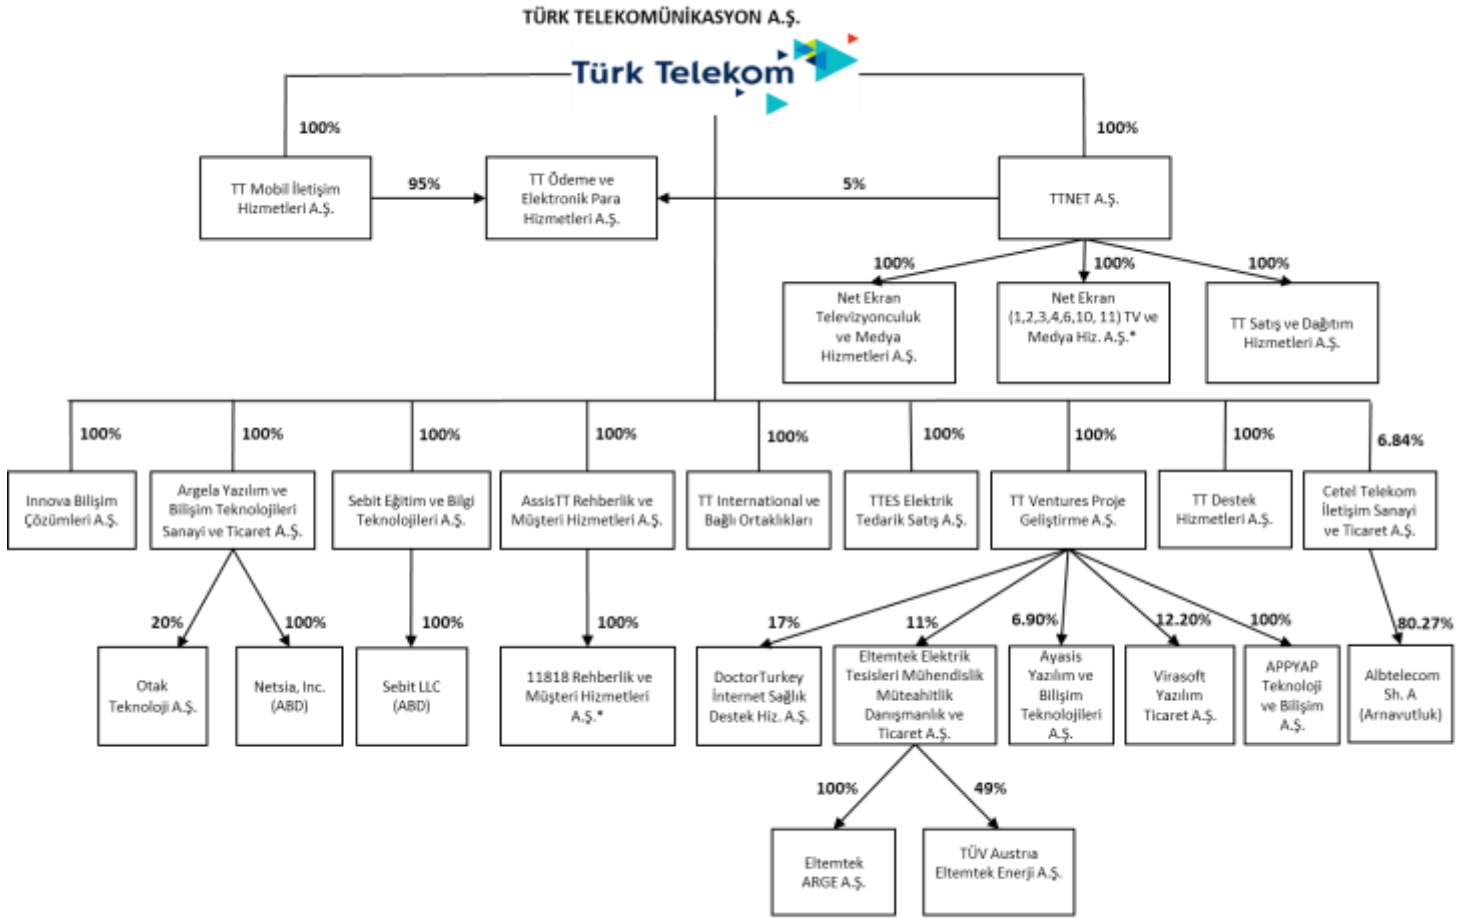 TÜRK TELEKOMÜNİKASYON A.Ş.
Türk Telekom
100%
100%
TT Mobil İletişim
Hizmetleri A.Ş.
95%
TT Ödeme ve
Elektronik Para
Hizmetleri A.Ş.
5%
TTNET A.Ş.
100%
100%
100%
Net Ekran
Televizyonculuk
ve Medya
Hizmetleri A.Ş.
Net Ekran
(1,2,3,4,6,10, 11) TV ve
Medya Hiz. A.Ş.*
TT Satış ve Dağıtım
Hizmetleri A.Ş.
100%
100%
100%
100%
100%
100%
100%
100%
6.84%
Innova Bilişim
Çözümleri A.Ş.
Argela Yazılım ve
Bilişim Teknolojileri
Sanayi ve Ticaret A.Ş.
Sebit Eğitim ve Bilgi
Teknolojileri A.Ş.
AssisTT Rehberlik ve
Müşteri Hizmetleri A.Ş.
TT International ve
Bağlı Ortaklıkları
TTES Elektrik
Tedarik Satış A.Ş.
TT Ventures Proje
Geliştirme A.Ş.
TT Destek
Hizmetleri A.Ş.
Cetel Telekom
İletişim Sanayi
ve Ticaret A.Ş.
20%
100%
100%
100%
17%
11%
6.90%
12.20%
100%
80.27%
Otak
Teknoloji A.Ş.
Netsia, Inc.
(ABD)
Sebit LLC
(ABD)
11818 Rehberlik ve
Müşteri Hizmetleri
A.Ş.*
DoctorTurkey
İnternet Sağlık
Destek Hiz. A.Ş.
Eltemtek Elektrik
Tesisleri Mühendislik
Müteahitlik
Danışmanlık ve
Ticaret A.Ş.
Ayasis
Yazılım ve
Bilişim
Teknolojileri
A.Ş.
Virasoft
Yazılım
Ticaret A.Ş.
APPYAP
Teknoloji
ve Bilişim
A.Ş.
Albtelecom
Sh. A
(Arnavutluk)
100%
49%
Eltemtek
ARGE A.Ş.
TÜV Austria
Eltemtek Enerji A.Ş.